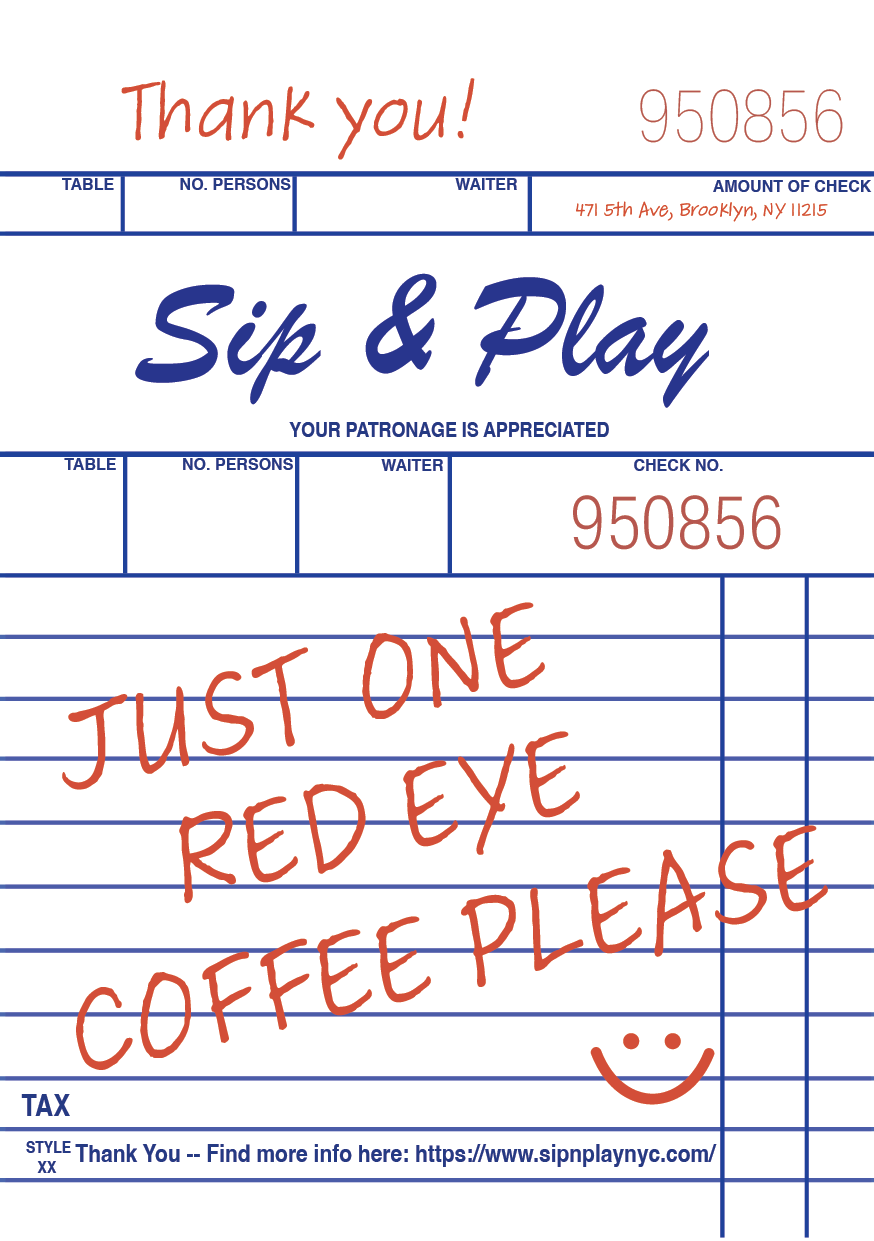 Thank you!
950856
TABLE NO. PERSONS WAITER AMOUNT OF CHECK
471 5th Ave, Brooklyn, NY 11215
Sip & Play
YOUR PATRONAGE IS APPRECIATED
TABLE NO. PERSONS WAITER CHECK NO.
950856
JUST ONE
RED EYE
COFFEE PLEASE
TAX
STYLE XX
Thank You -- Find more info here: https://www.sipnplaynyc.com/